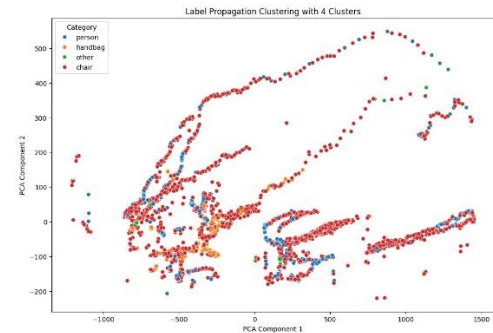 Label Propagation Clustering with 4 Clusters
Category
person
handbag
other
chair
PCA Component 2
500
400
300
200
100
0
−100
−200
−1000
−500
0
500
1000
1500
PCA Component 1